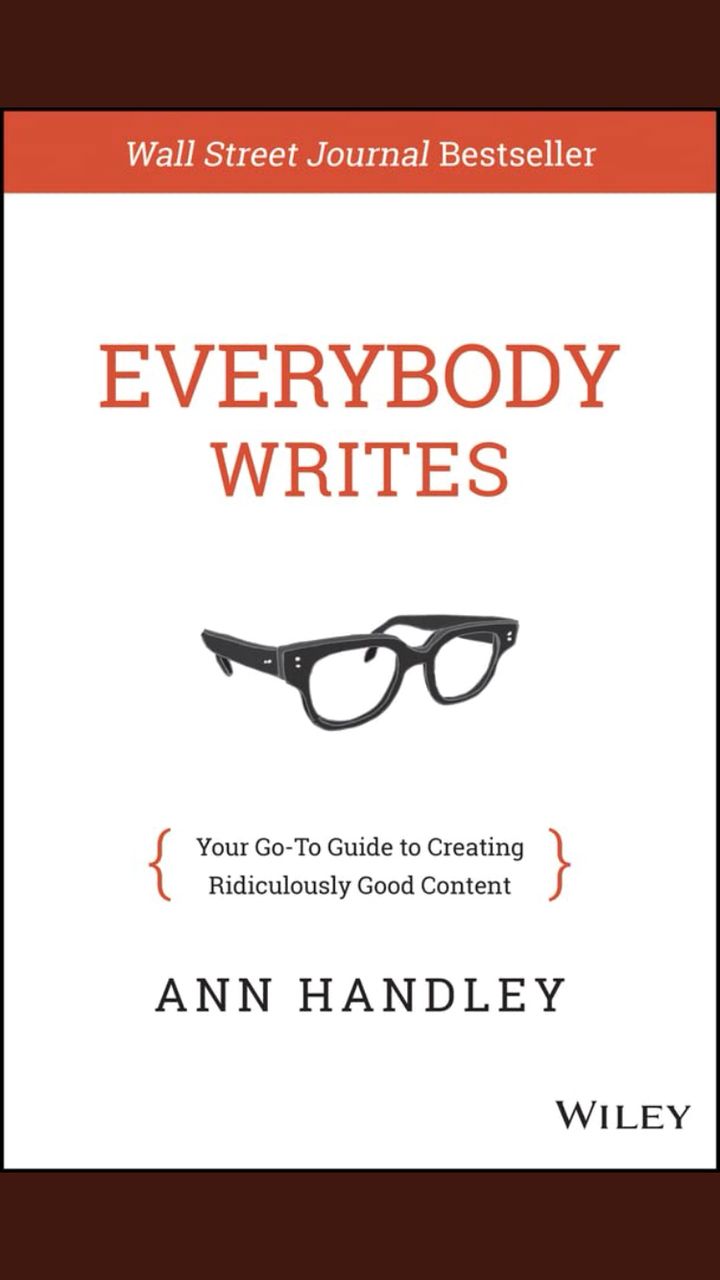 Wall Street Journal Bestseller
EVERYBODY
WRITES
{ Your Go-To Guide to Creating
Ridiculously Good Content }
ANN HANDLEY
WILEY